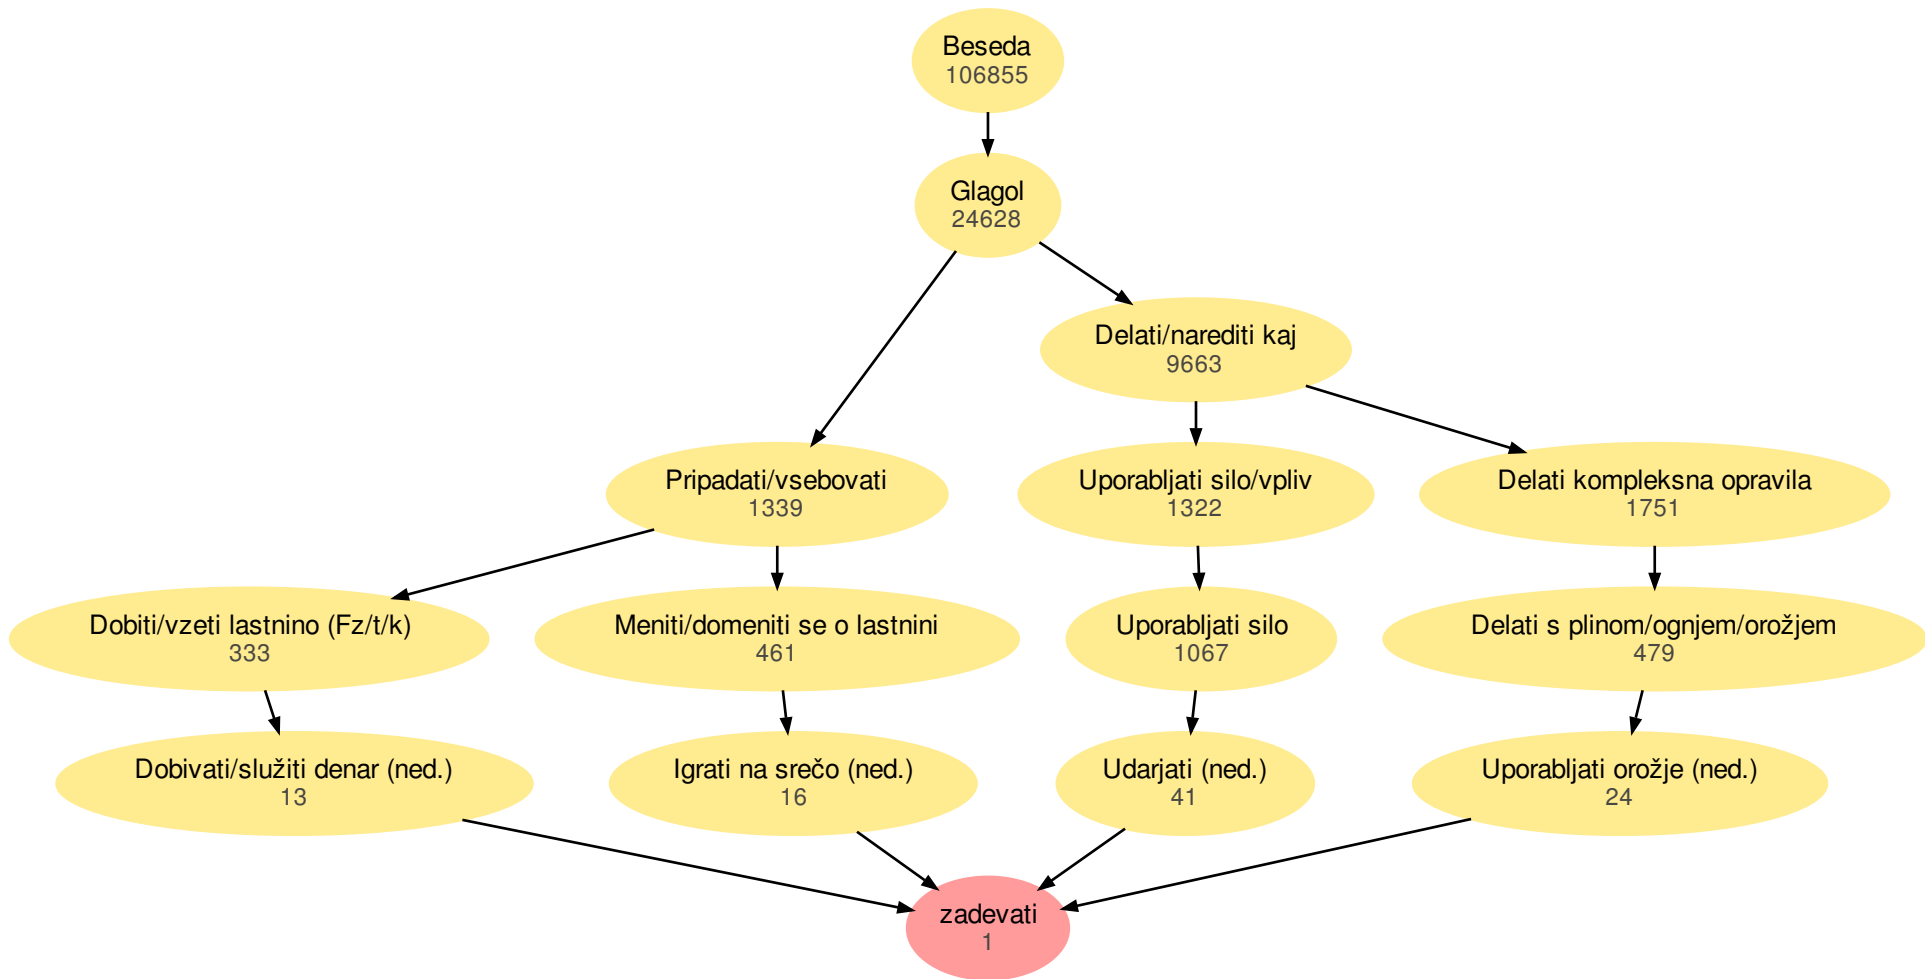 Beseda
106855
Glagol
24628
Delati/narediti kaj
9663
Pripadati/vsebovati
1339
Uporabljati silo/vpliv
1322
Delati kompleksna opravila
1751
Dobiti/vzeti lastnino (Fz/t/k)
333
Meniti/domeniti se o lastnini
461
Uporabljati silo
1067
Delati s plinom/ognjem/orožjem
479
Dobivati/služiti denar (ned.)
13
Igrati na srečo (ned.)
16
Udarjati (ned.)
41
Uporabljati orožje (ned.)
24
zadevati
1